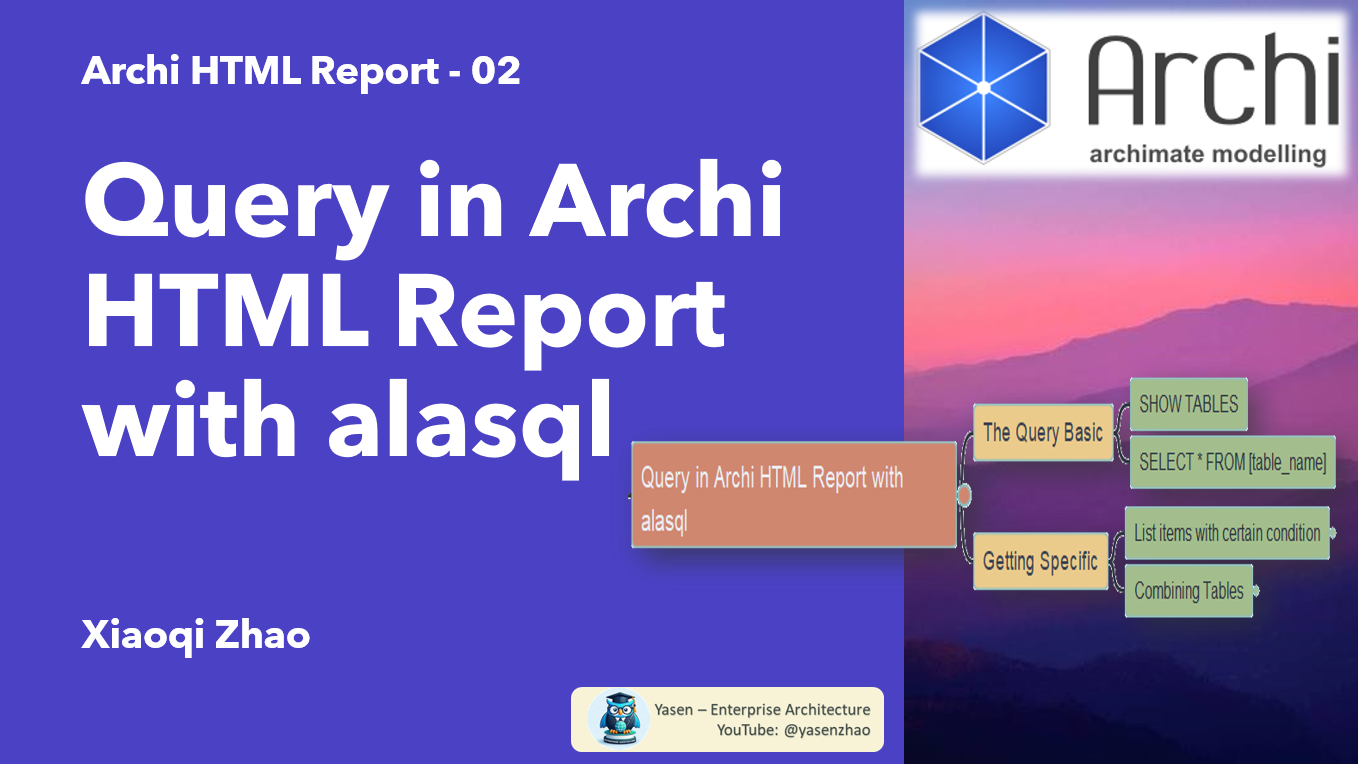 Archi HTML Report - 02
Query in Archi
HTML Report
with alasql
Xiaoqi Zhao
Archi
archimate modelling
Query in Archi HTML Report with
alasql
The Query Basic
SHOW TABLES
SELECT * FROM [table_name]
Getting Specific
List items with certain condition
Combining Tables
Yasen – Enterprise Architecture
YouTube: @yasenzhao